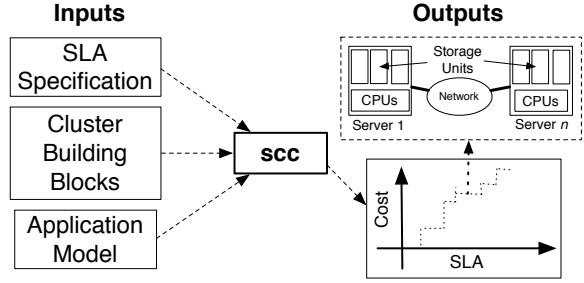 Inputs
Outputs
SLA
Specification
Cluster
Building
Blocks
Application
Model
scc
Storage
Units
CPUs
Network
CPUs
Server 1
Server n
Cost
SLA